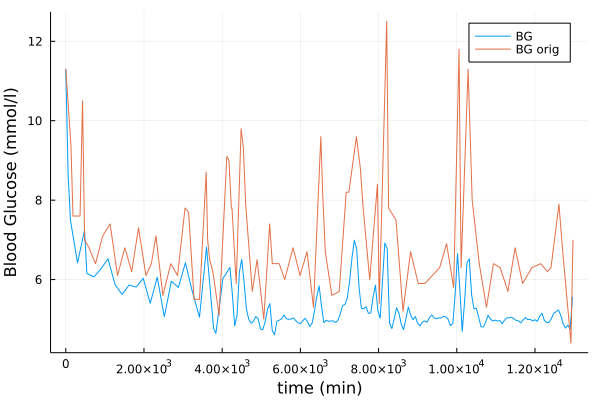 BG
BG orig
12
10
8
6
Blood Glucose (mmol/l)
0 2.00×10³ 4.00×10³ 6.00×10³ 8.00×10³ 1.00×10⁴ 1.20×10⁴
time (min)